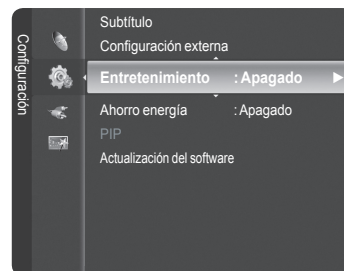 Configuración
Subtítulo
Configuración externa
Entretenimiento : Apagado
Ahorro energía : Apagado
PIP
Actualización del software